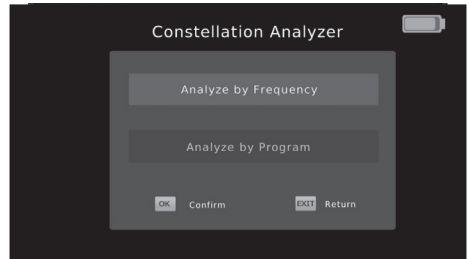 Constellation Analyzer
Analyze by Frequency
Analyze by Program
OK Confirm EXIT Return